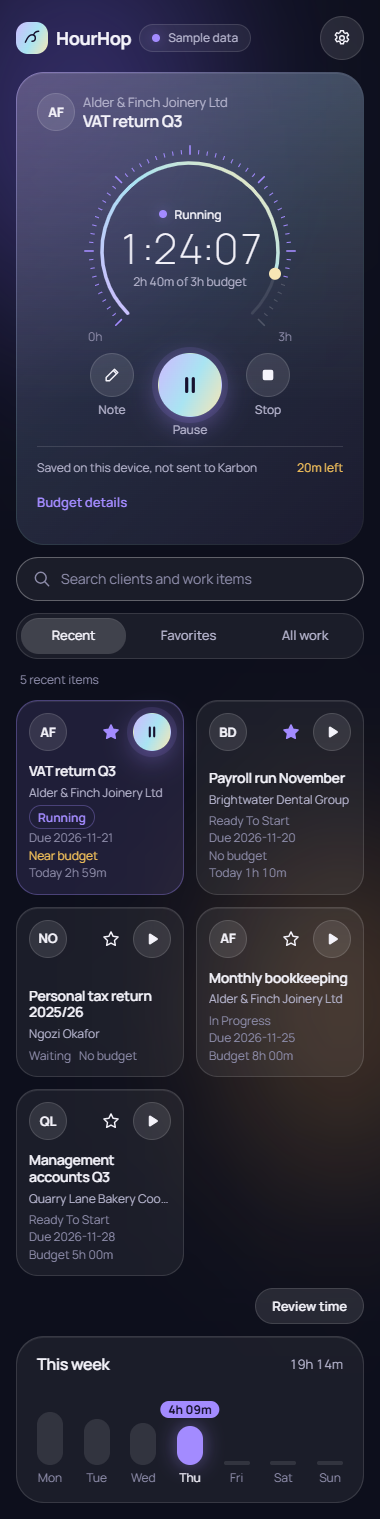 HourHop
Sample data
AF
Alder & Finch Joinery Ltd
VAT return Q3
Running
1:24:07
2h 40m of 3h budget
0h
3h
Note
Pause
Stop
Saved on this device, not sent to Karbon
20m left
Budget details
Search clients and work items
Recent
Favorites
All work
5 recent items
AF
VAT return Q3
Alder & Finch Joinery Ltd
Running
Due 2026-11-21
Near budget
Today 2h 59m
BD
Payroll run November
Brightwater Dental Group
Ready To Start
Due 2026-11-20
No budget
Today 1h 10m
NO
Personal tax return
2025/26
Ngozi Okafor
Waiting No budget
AF
Monthly bookkeeping
Alder & Finch Joinery Ltd
In Progress
Due 2026-11-25
Budget 8h 00m
QL
Management
accounts Q3
Quarry Lane Bakery Coo...
Ready To Start
Due 2026-11-28
Budget 5h 00m
Review time
This week
19h 14m
4h 09m
Mon
Tue
Wed
Thu
Fri
Sat
Sun